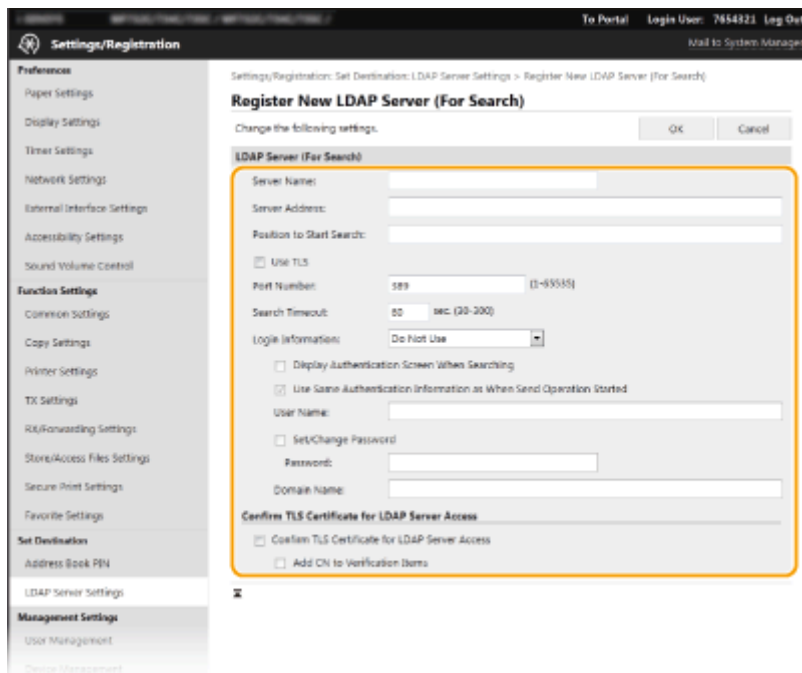 To Portal Login User: 7654321 Log Out
Settings/Registration
Mail to System Manager
Preferences
Paper Settings
Display Settings
Timer Settings
Network Settings
External Interface Settings
Accessibility Settings
Sound Volume Control
Function Settings
Common Settings
Copy Settings
Printer Settings
TX Settings
RX/Forwarding Settings
Store/Access Files Settings
Secure Print Settings
Favorite Settings
Set Destination
Address Book PIN
LDAP Server Settings
Management Settings
User Management
Device Management
Settings/Registration: Set Destination: LDAP Server Settings > Register New LDAP Server (For Search)
Register New LDAP Server (For Search)
Change the following settings.
OK Cancel
LDAP Server (For Search)
Server Name:
Server Address:
Position to Start Search:
Use TLS
Port Number: 389 (1-65535)
Search Timeout: 60 sec. (30-300)
Login Information: Do Not Use
Display Authentication Screen When Searching
Use Same Authentication Information as When Send Operation Started
User Name:
Set/Change Password
Password:
Domain Name:
Confirm TLS Certificate for LDAP Server Access
Confirm TLS Certificate for LDAP Server Access
Add CN to Verification Items